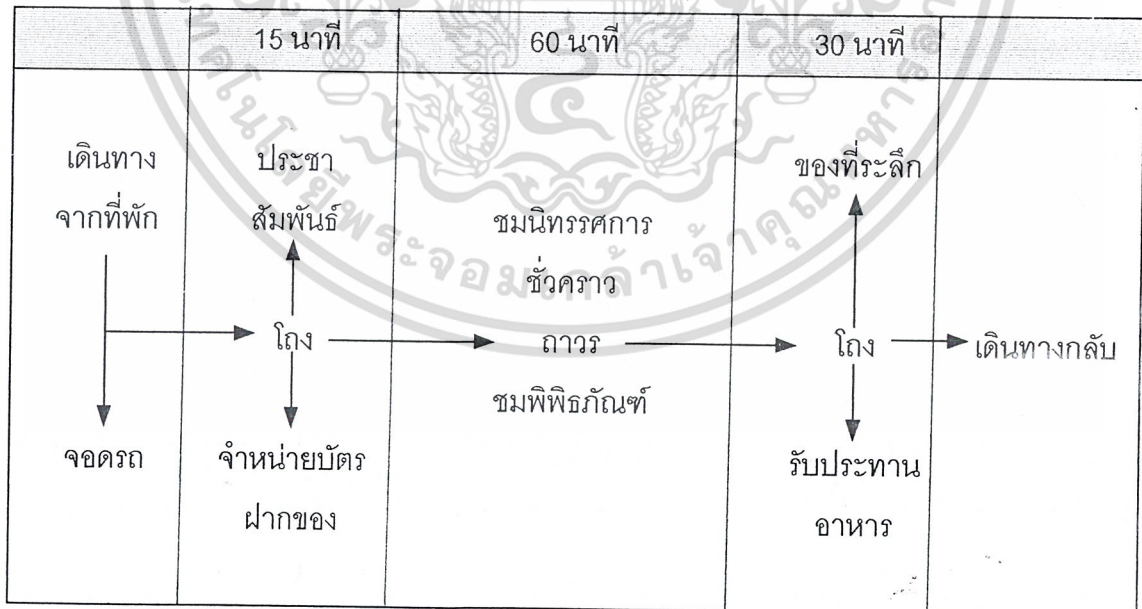 15 นาที
60 นาที
30 นาที
เดินทาง
จากที่พัก
จอดรถ
ประชา
สัมพันธ์
โถง
จำหน่ายบัตร
ฝากของ
ชมนิทรรศการ
ชั่วคราว
ถาวร
ชมพิพิธภัณฑ์
ของที่ระลึก
โถง
รับประทาน
อาหาร
เดินทางกลับ